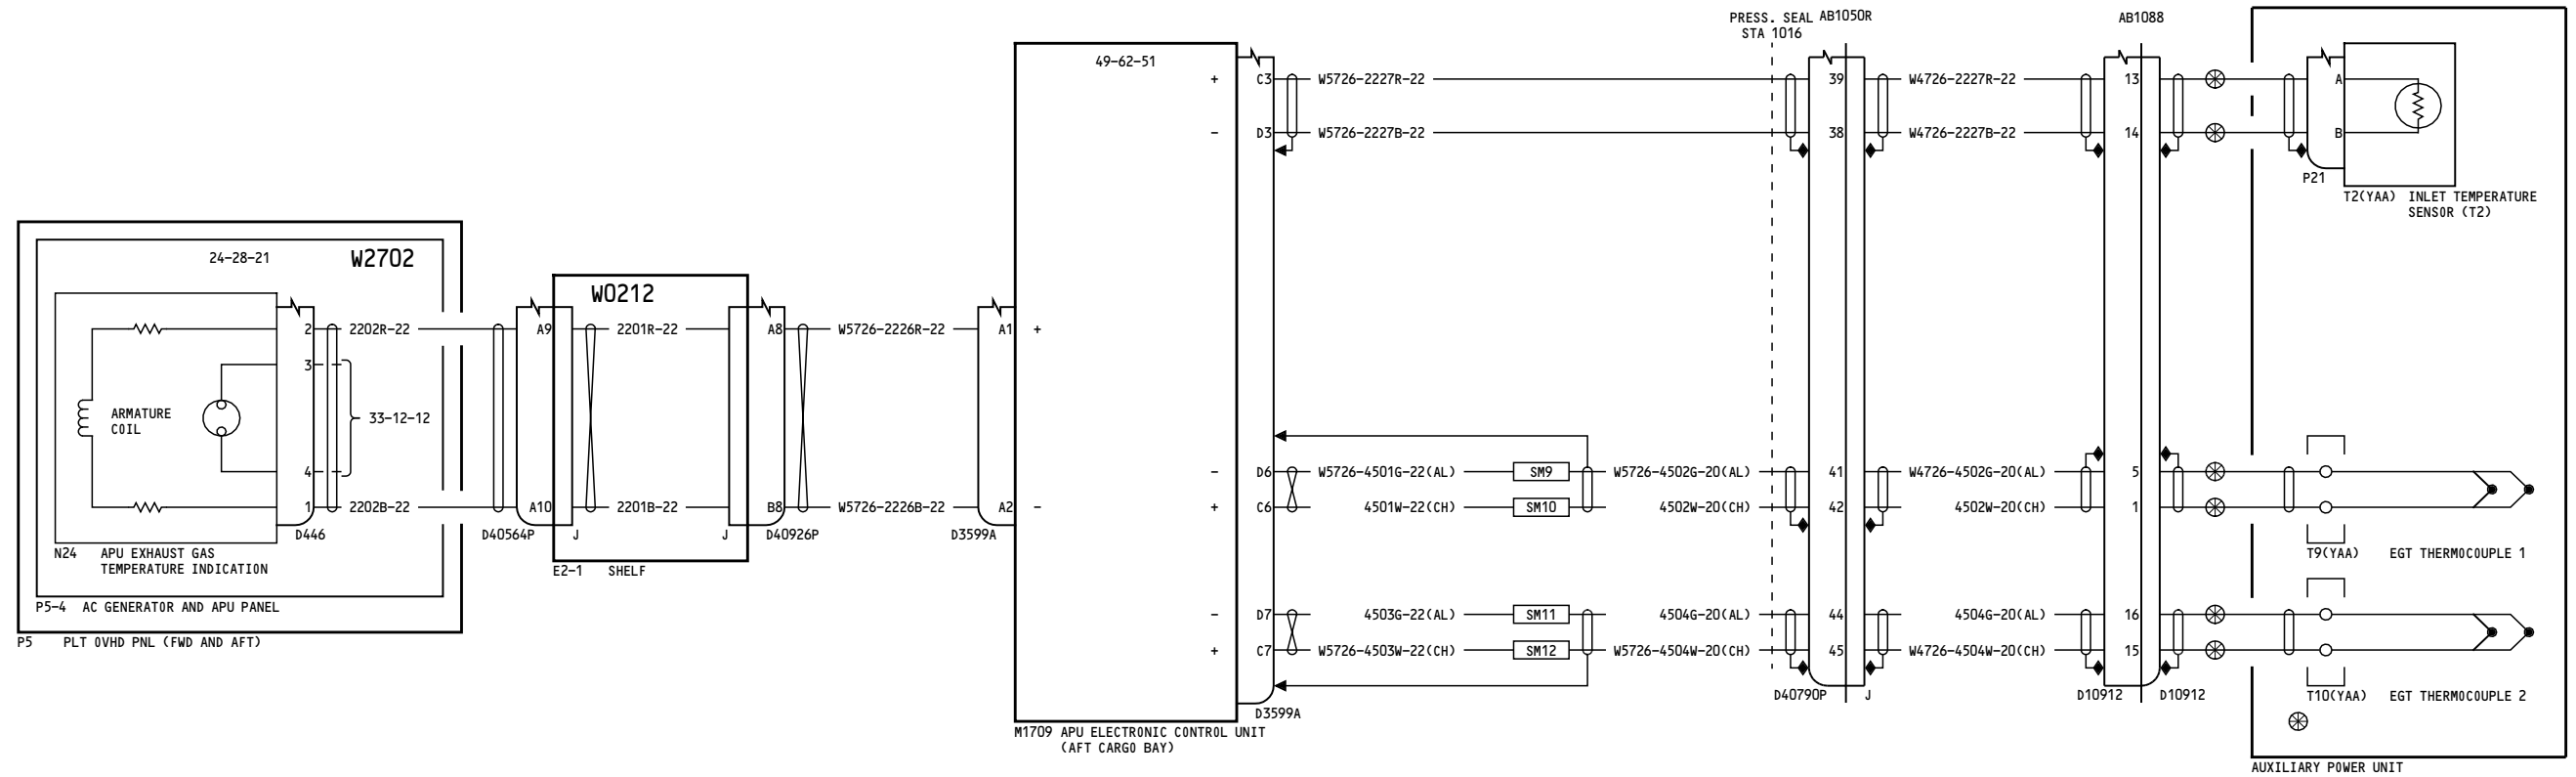 PRESS. SEAL
STA 1016
AB1050R
AB1088
49-62-51
+ C3 W5726-2227R-22 39 W4726-2227R-22 13 A
- D3 W5726-2227B-22 38 W4726-2227B-22 14 B
P21
T2(YAA) INLET TEMPERATURE
SENSOR (T2)
24-28-21
W2702
W0212
2 2202R-22 A9 2201R-22 A8 W5726-2226R-22 A1 +
3
ARMATURE
COIL
33-12-12
4
1 2202B-22 A10 2201B-22 B8 W5726-2226B-22 A2 -
D446
D40564P
J
J
D40926P
D3599A
N24 APU EXHAUST GAS
TEMPERATURE INDICATION
E2-1 SHELF
P5-4 AC GENERATOR AND APU PANEL
P5 PLT OVHD PNL (FWD AND AFT)
- D6 W5726-4501G-22(AL) SM9 W5726-4502G-20(AL) 41 W4726-4502G-20(AL) 5
+ C6 4501W-22(CH) SM10 4502W-20(CH) 42 4502W-20(CH) 1
T9(YAA) EGT THERMOCOUPLE 1
- D7 4503G-22(AL) SM11 4504G-20(AL) 44 4504G-20(AL) 16
+ C7 W5726-4503W-22(CH) SM12 W5726-4504W-20(CH) 45 W4726-4504W-20(CH) 15
D3599A
D40790P
J
D10912
D10912
T10(YAA) EGT THERMOCOUPLE 2
M1709 APU ELECTRONIC CONTROL UNIT
(AFT CARGO BAY)
AUXILIARY POWER UNIT